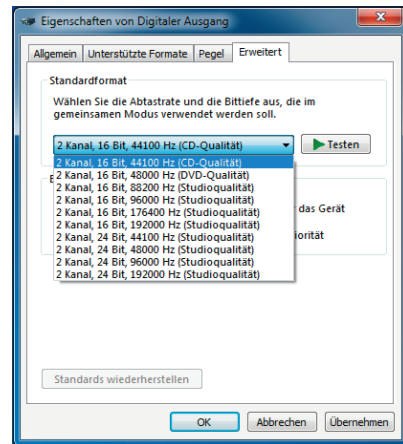 Eigenschaften von Digitaler Ausgang
Allgemein Unterstützte Formate Pegel Erweitert
Standardformat
Wählen Sie die Abtastrate und die Bittiefe aus, die im
gemeinsamen Modus verwendet werden soll.
2 Kanal, 16 Bit, 44100 Hz (CD-Qualität)
Testen
2 Kanal, 16 Bit, 44100 Hz (CD-Qualität)
2 Kanal, 16 Bit, 48000 Hz (DVD-Qualität)
2 Kanal, 16 Bit, 88200 Hz (Studioqualität)
2 Kanal, 16 Bit, 96000 Hz (Studioqualität)
2 Kanal, 16 Bit, 176400 Hz (Studioqualität)
das Gerät
2 Kanal, 16 Bit, 192000 Hz (Studioqualität)
2 Kanal, 24 Bit, 44100 Hz (Studioqualität)
iorität
2 Kanal, 24 Bit, 48000 Hz (Studioqualität)
2 Kanal, 24 Bit, 96000 Hz (Studioqualität)
2 Kanal, 24 Bit, 192000 Hz (Studioqualität)
Standards wiederherstellen
OK Abbrechen Übernehmen